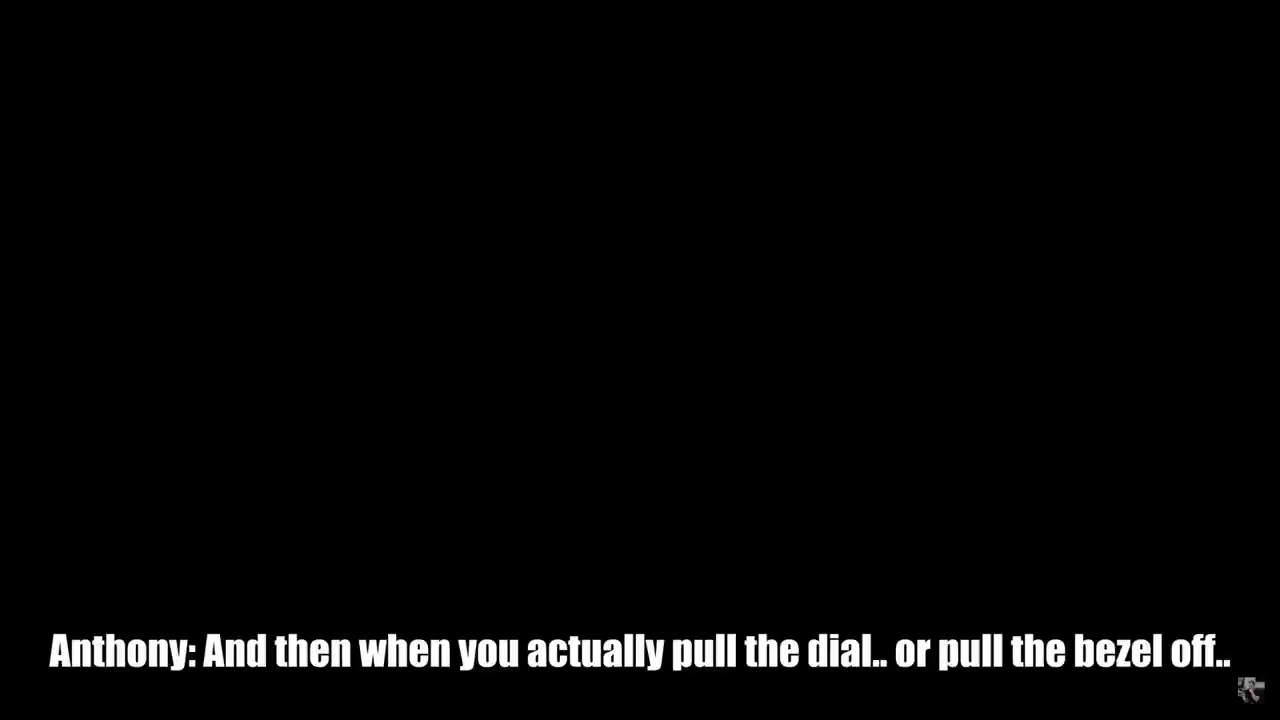 Anthony: And then when you actually pull the dial.. or pull the bezel off..